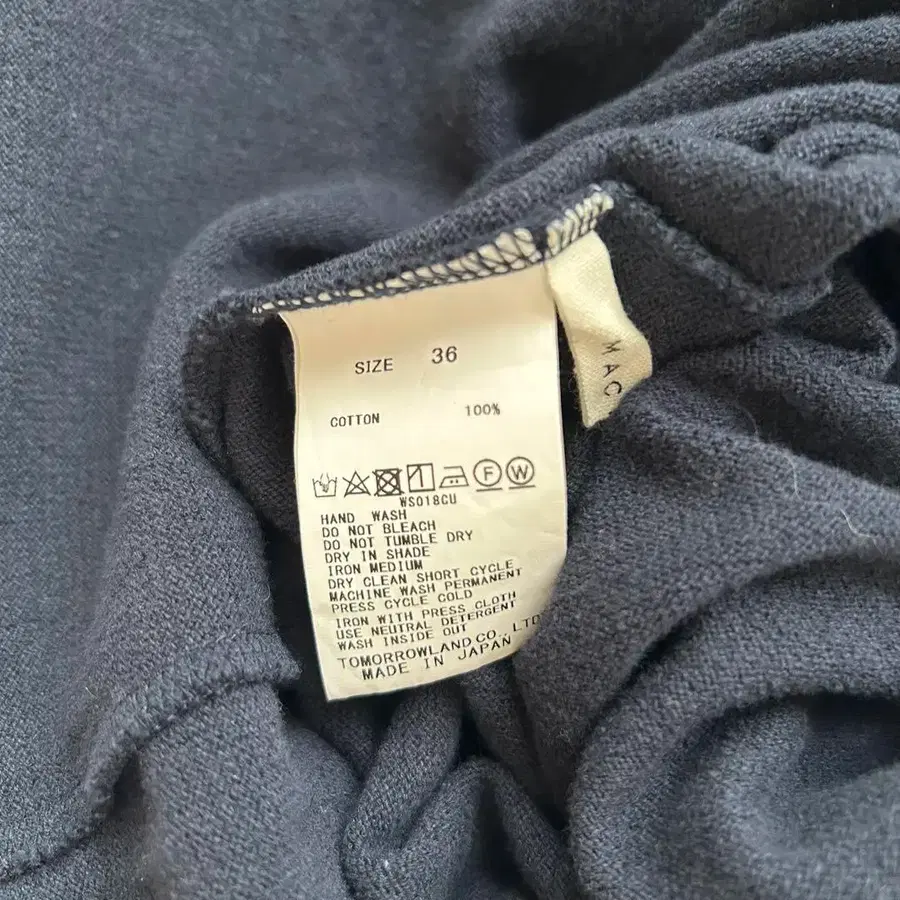 SIZE 36
COTTON 100%
F W
WS018CU
HAND WASH
DO NOT BLEACH
DO NOT TUMBLE DRY
DRY IN SHADE
IRON MEDIUM
DRY CLEAN SHORT CYCLE
MACHINE WASH PERMANENT
PRESS CYCLE COLD
IRON WITH PRESS CLOTH
USE NEUTRAL DETERGENT
WASH INSIDE OUT
TOMORROWLAND CO., LTD
MADE IN JAPAN
MAC